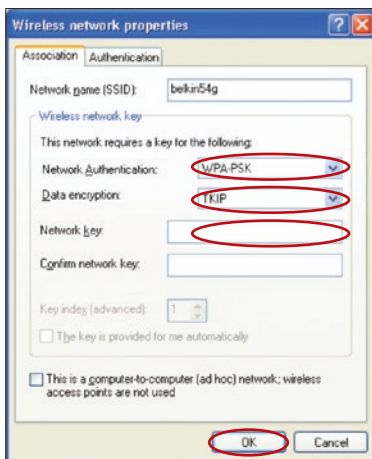 Wireless network properties
Association Authentication
Network name (SSID): belkin54g
Wireless network key
This network requires a key for the following:
Network Authentication: WPA-PSK
Data encryption: TKIP
Network key:
Confirm network key:
Key index (advanced): 1
The key is provided for me automatically
This is a computer-to-computer (ad hoc) network; wireless
access points are not used
OK Cancel